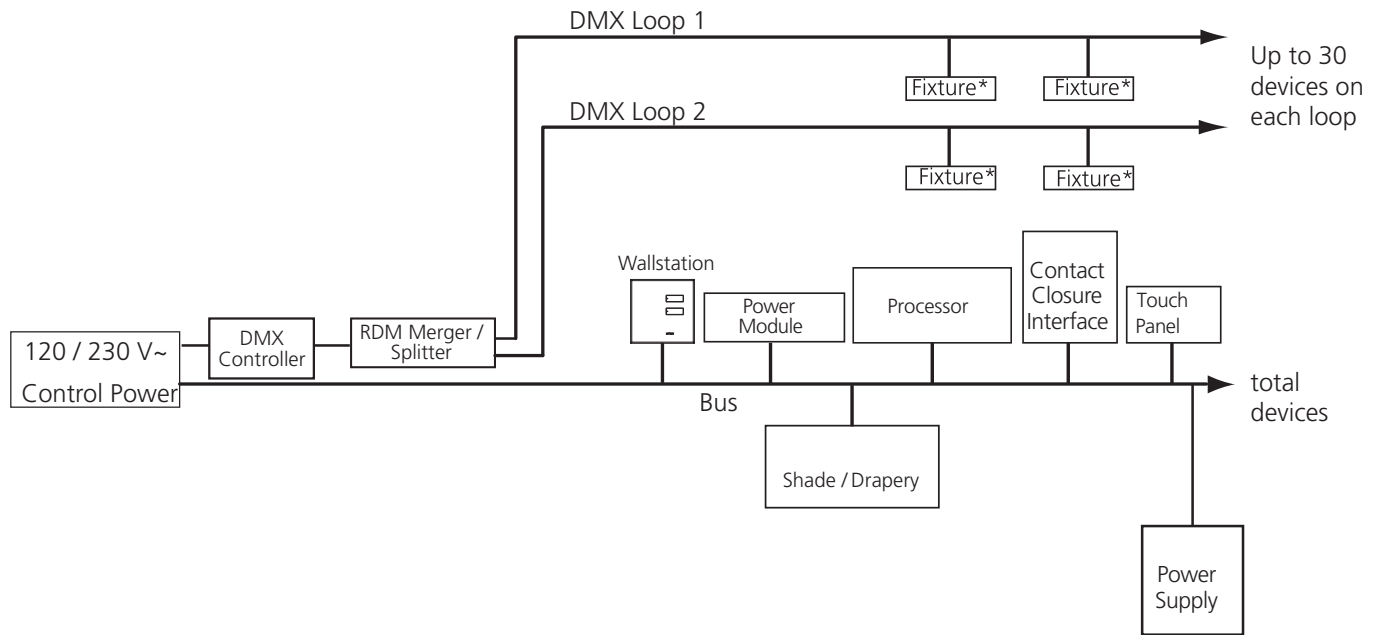 DMX Loop 1
Fixture*
Fixture*
Up to 30
devices on
each loop
DMX Loop 2
Fixture*
Fixture*
Wallstation
Power
Module
Processor
Contact
Closure
Interface
Touch
Panel
120 / 230 V~
Control Power
DMX
Controller
RDM Merger /
Splitter
Bus
total
devices
Shade / Drapery
Power
Supply